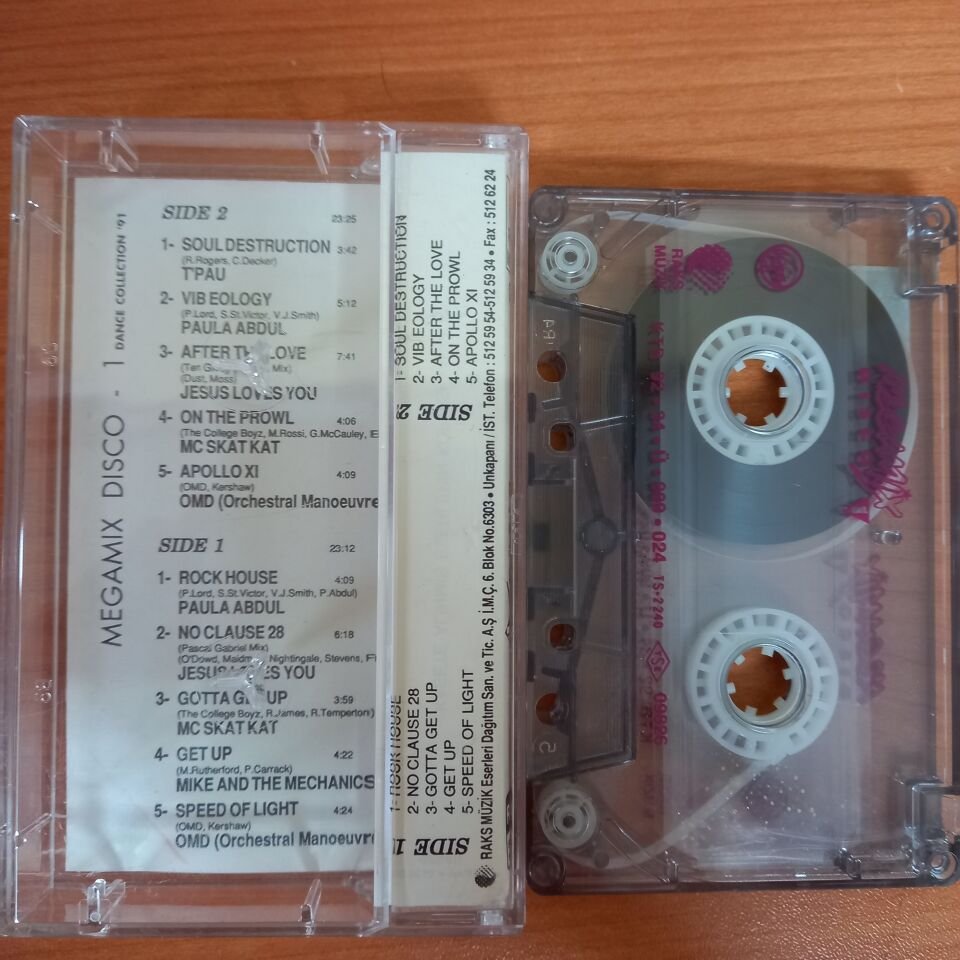 MEGAMIX DISCO - 1 DANCE COLLECTION '91
SIDE 2 23:25
1- SOUL DESTRUCTION 3:42
(R.Rogers, C.Decker)
T'PAU
2- VIB EOLOGY 5:12
(P.Lord, S.St.Victor, V.J.Smith)
PAULA ABDUL
3- AFTER THE LOVE 7:41
(Ten Mix)
(Dust, Moss)
JESUS LOVES YOU
4- ON THE PROWL 4:06
(The College Boyz, M.Rossi, G.McCauley, E
MC SKAT KAT
5- APOLLO XI 4:09
(OMD, Kershaw)
OMD (Orchestral Manoeuvre
SIDE 1 23:12
1- ROCK HOUSE 4:09
(P.Lord, S.St.Victor, V.J.Smith, P.Abdul)
PAULA ABDUL
2- NO CLAUSE 28 6:18
(Pascal Gabriel Mix)
(O'Dowd, Nightingale, Stevens,
JESUS LOVES YOU
3- GOTTA GET UP 3:59
(The College Boyz, R.James, R.Temperton)
MC SKAT KAT
4- GET UP 4:22
(M.Rutherford, P.Carrack)
MIKE AND THE MECHANICS
5- SPEED OF LIGHT 4:24
(OMD, Kershaw)
OMD (Orchestral Manoeuvre
SIDE 1
1- ROCK HOUSE
2- NO CLAUSE 28
3- GOTTA GET UP
4- GET UP
5- SPEED OF LIGHT
SIDE 2
1- SOUL DESTRUCTION
2- VIB EOLOGY
3- AFTER THE LOVE
4- ON THE PROWL
5- APOLLO XI
RAKS MÜZİK Eserleri Dağıtım San. ve Tic. A.Ş İ.M.Ç. 6. Blok No.6303 • Unkapanı / İST. Telefon : 512 59 54-512 59 34 • Fax : 512 62 24
RAKS
MÜZİK
024 TS-2240